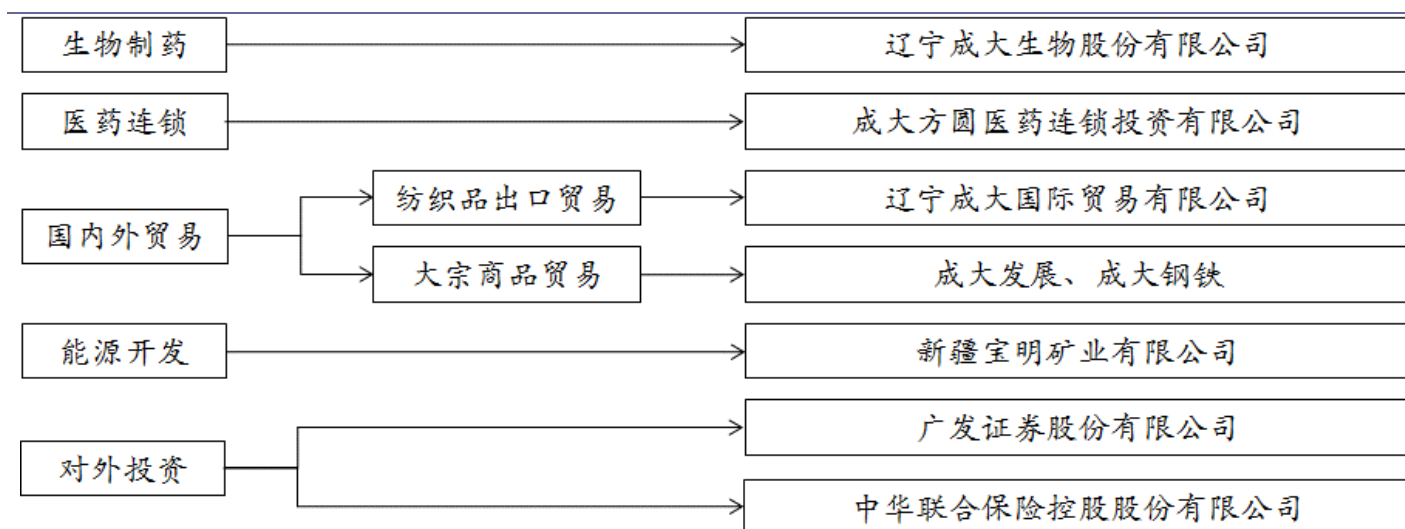 生物制药
辽宁成大生物股份有限公司
医药连锁
成大方圆医药连锁投资有限公司
国内外贸易
纺织品出口贸易
辽宁成大国际贸易有限公司
大宗商品贸易
成大发展、成大钢铁
能源开发
新疆宝明矿业有限公司
对外投资
广发证券股份有限公司
中华联合保险控股股份有限公司